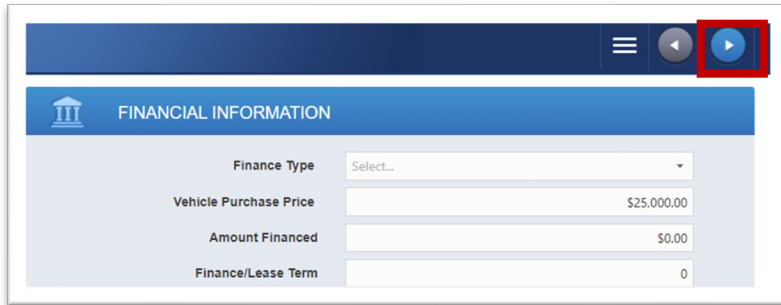 FINANCIAL INFORMATION
Finance Type Select...
Vehicle Purchase Price $25,000.00
Amount Financed $0.00
Finance/Lease Term 0